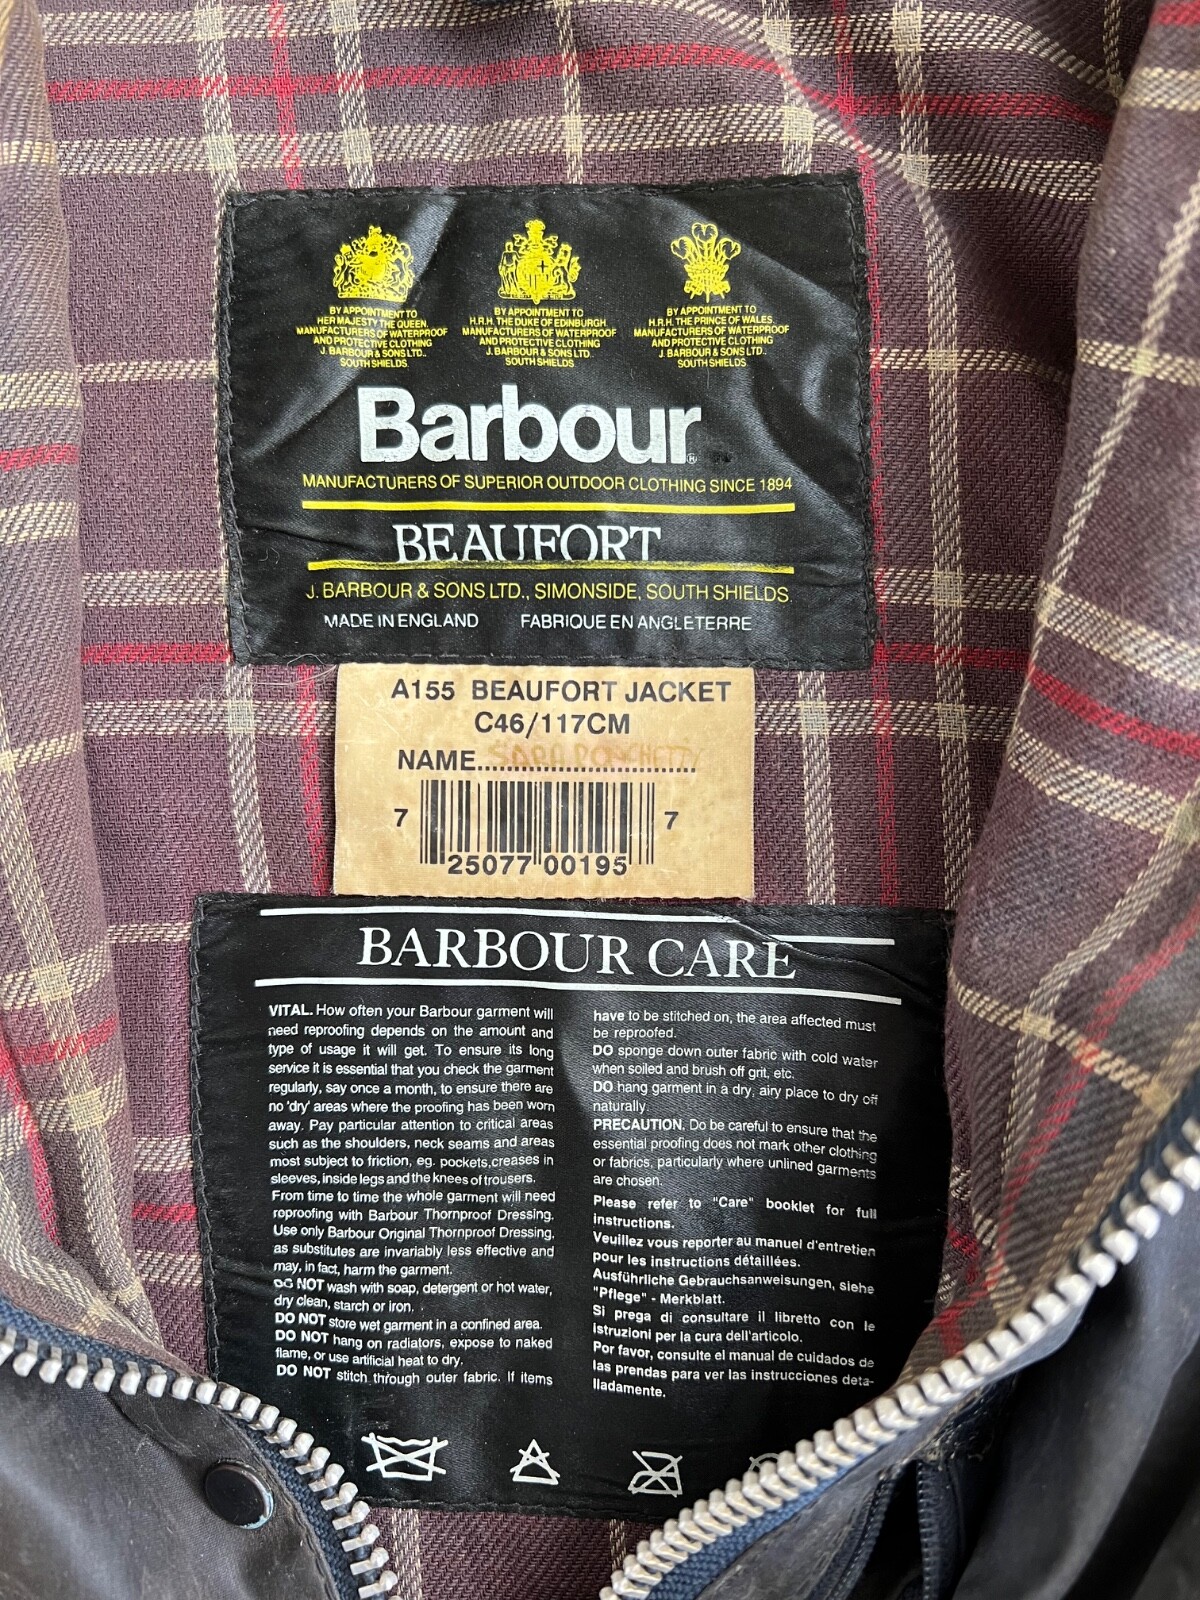 BY APPOINTMENT TO
HER MAJESTY THE QUEEN.
MANUFACTURERS OF WATERPROOF
AND PROTECTIVE CLOTHING
J. BARBOUR & SONS LTD..
SOUTH SHIELDS.
BY APPOINTMENT TO
H.R.H. THE DUKE OF EDINBURGH.
MANUFACTURERS OF WATERPROOF
AND PROTECTIVE CLOTHING
J. BARBOUR & SONS LTD.
SOUTH SHIELDS.
BY APPOINTMENT TO
H.R.H. THE PRINCE OF WALES.
MANUFACTURERS OF WATERPROOF
AND PROTECTIVE CLOTHING
J. BARBOUR & SONS LTD..
SOUTH SHIELDS.
Barbour®
MANUFACTURERS OF SUPERIOR OUTDOOR CLOTHING SINCE 1894
BEAUFORT
J. BARBOUR & SONS LTD., SIMONSIDE, SOUTH SHIELDS.
MADE IN ENGLAND FABRIQUE EN ANGLETERRE
A155 BEAUFORT JACKET
C46/117CM
NAME
7 25077 00195 7
BARBOUR CARE
VITAL. How often your Barbour garment will
need reproofing depends on the amount and
type of usage it will get. To ensure its long
service it is essential that you check the garment
regularly, say once a month, to ensure there are
no 'dry' areas where the proofing has been worn
away. Pay particular attention to critical areas
such as the shoulders, neck seams and areas
most subject to friction, eg. pockets,creases in
sleeves, inside legs and the knees of trousers.
From time to time the whole garment will need
reproofing with Barbour Thornproof Dressing.
Use only Barbour Original Thornproof Dressing,
as substitutes are invariably less effective and
may, in fact, harm the garment.
DO NOT wash with soap, detergent or hot water,
dry clean, starch or iron.
DO NOT store wet garment in a confined area.
DO NOT hang on radiators, expose to naked
flame, or use artificial heat to dry.
DO NOT stitch through outer fabric. If items
have to be stitched on, the area affected must
be reproofed.
DO sponge down outer fabric with cold water
when soiled and brush off grit, etc.
DO hang garment in a dry, airy place to dry off
naturally.
PRECAUTION. Do be careful to ensure that the
essential proofing does not mark other clothing
or fabrics, particularly where unlined garments
are chosen.
Please refer to "Care" booklet for full
instructions.
Veuillez vous reporter au manuel d'entretien
pour les instructions détaillées.
Ausführliche Gebrauchsanweisungen, siehe
"Pflege" - Merkblatt.
Si prega di consultare il libretto con le
istruzioni per la cura dell'articolo.
Por favor, consulte el manual de cuidados de
las prendas para ver las instrucciones deta-
lladamente.